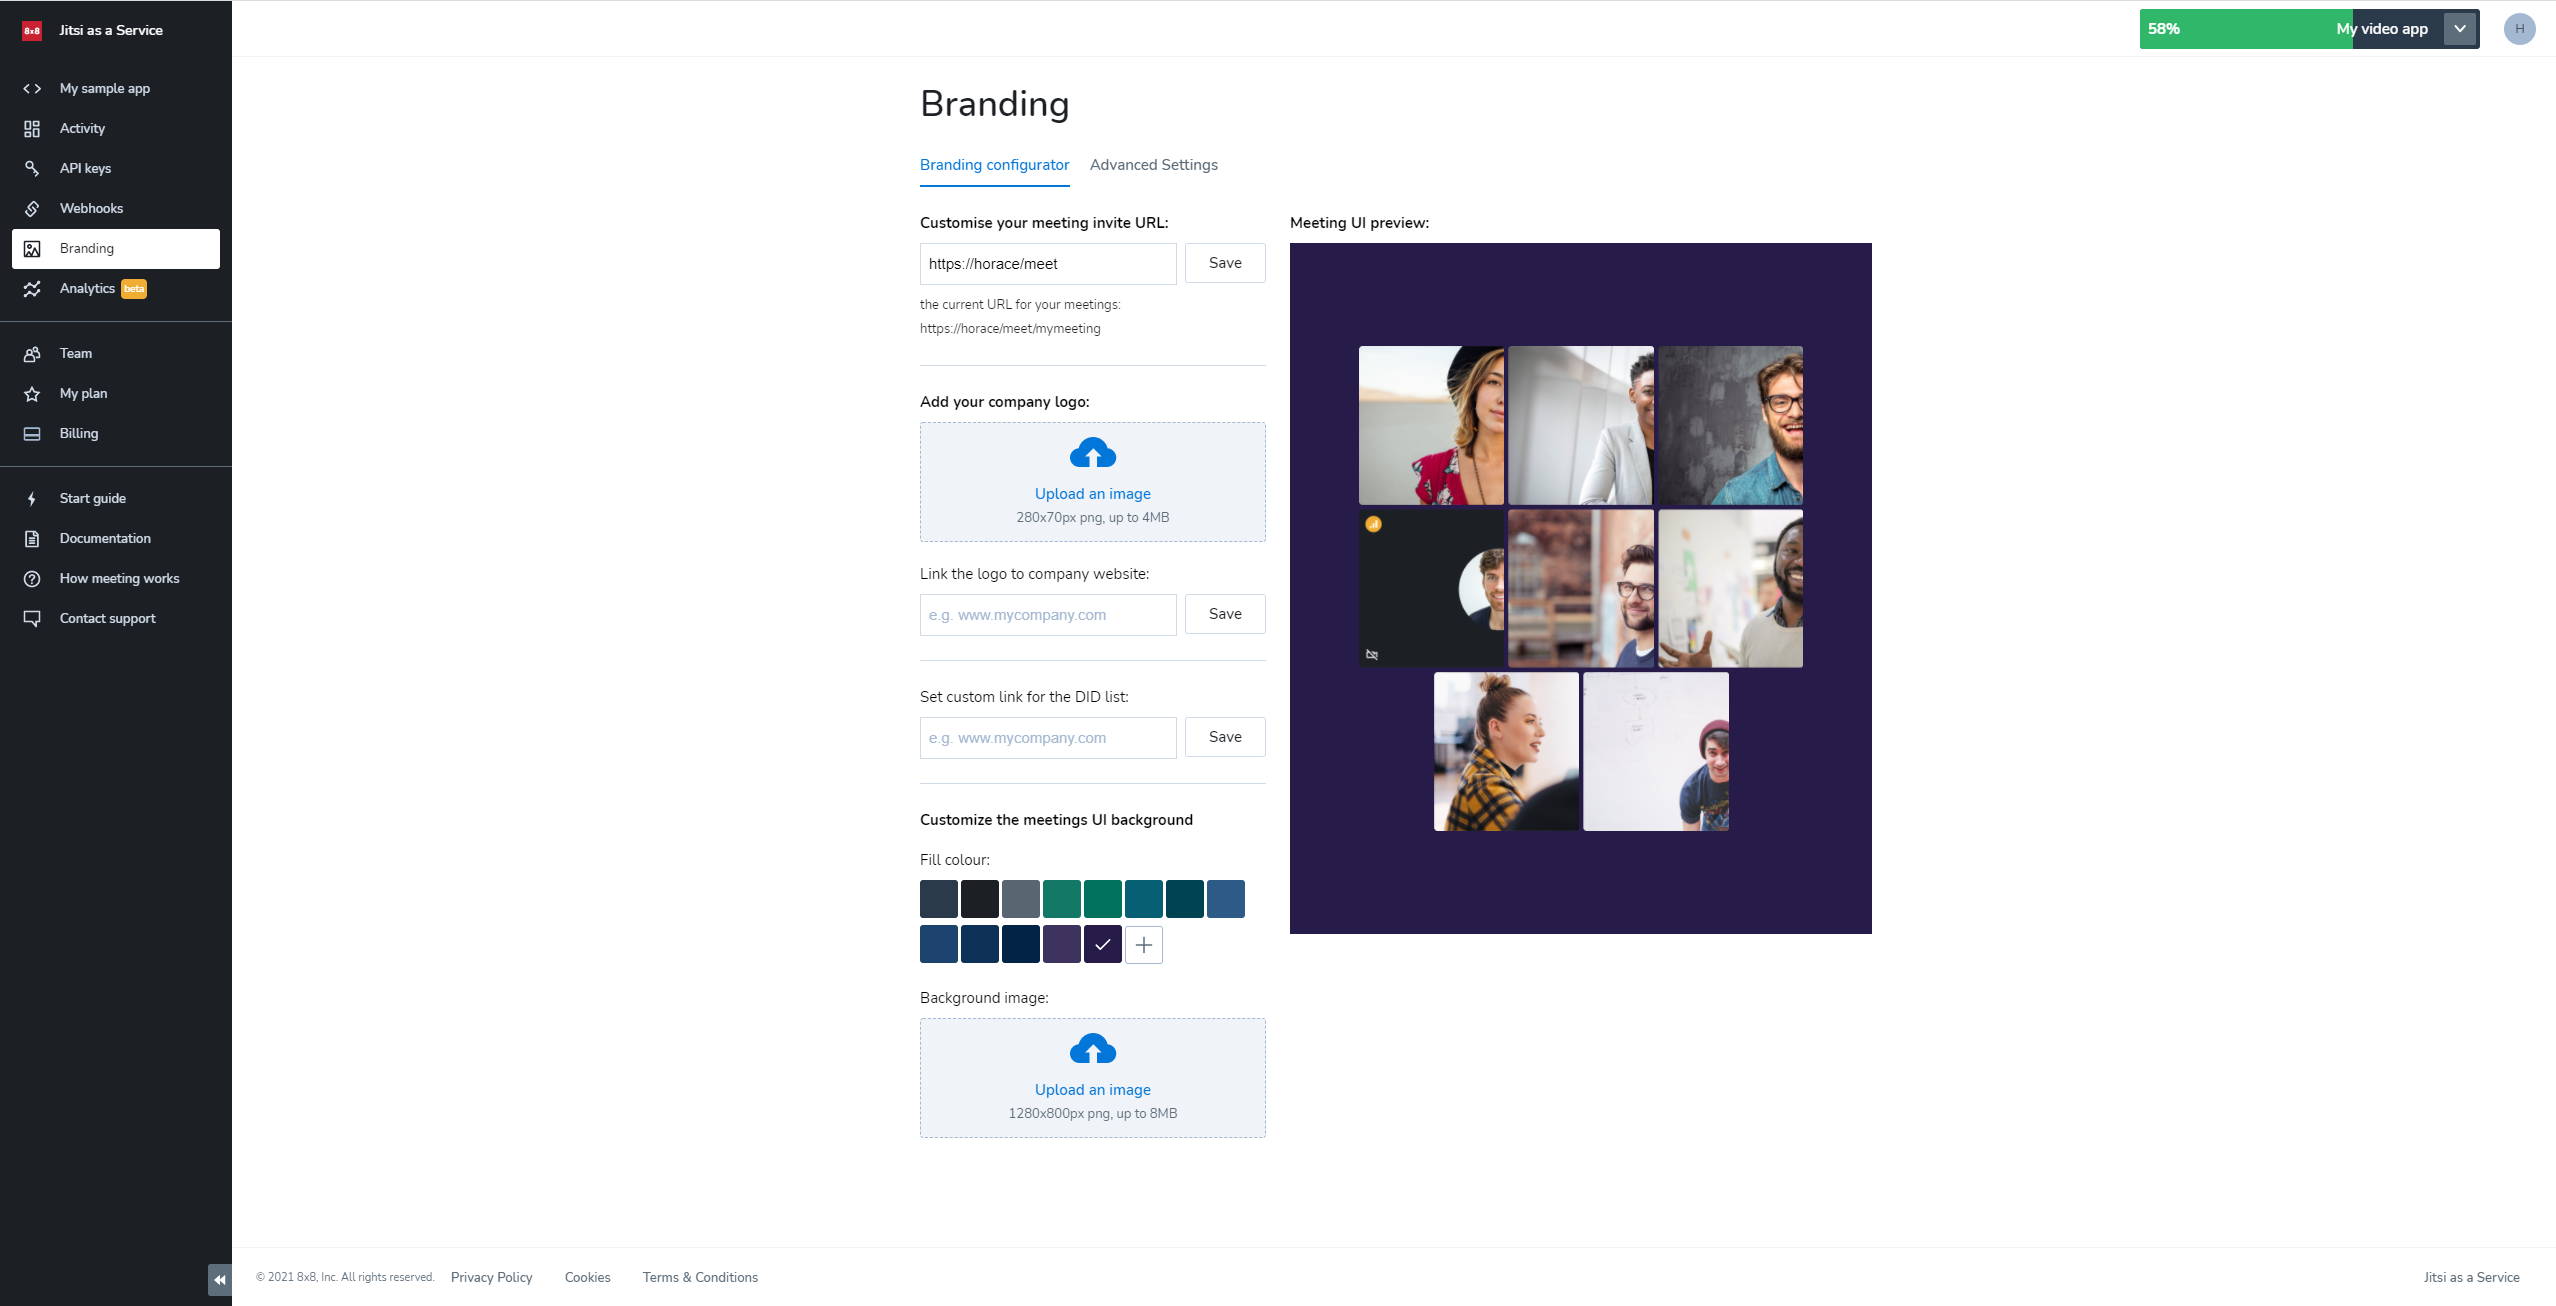 8x8 Jitsi as a Service
58% My video app
H
My sample app
Activity
API keys
Webhooks
Branding
Analytics beta
Team
My plan
Billing
Start guide
Documentation
How meeting works
Contact support
Branding
Branding configurator Advanced Settings
Customise your meeting invite URL:
https://horace/meet Save
the current URL for your meetings:
https://horace/meet/mymeeting
Add your company logo:
Upload an image
280x70px png, up to 4MB
Link the logo to company website:
e.g. www.mycompany.com Save
Set custom link for the DID list:
e.g. www.mycompany.com Save
Customize the meetings UI background
Fill colour:
Background image:
Upload an image
1280x800px png, up to 8MB
Meeting UI preview:
© 2021 8x8, Inc. All rights reserved. Privacy Policy Cookies Terms & Conditions Jitsi as a Service